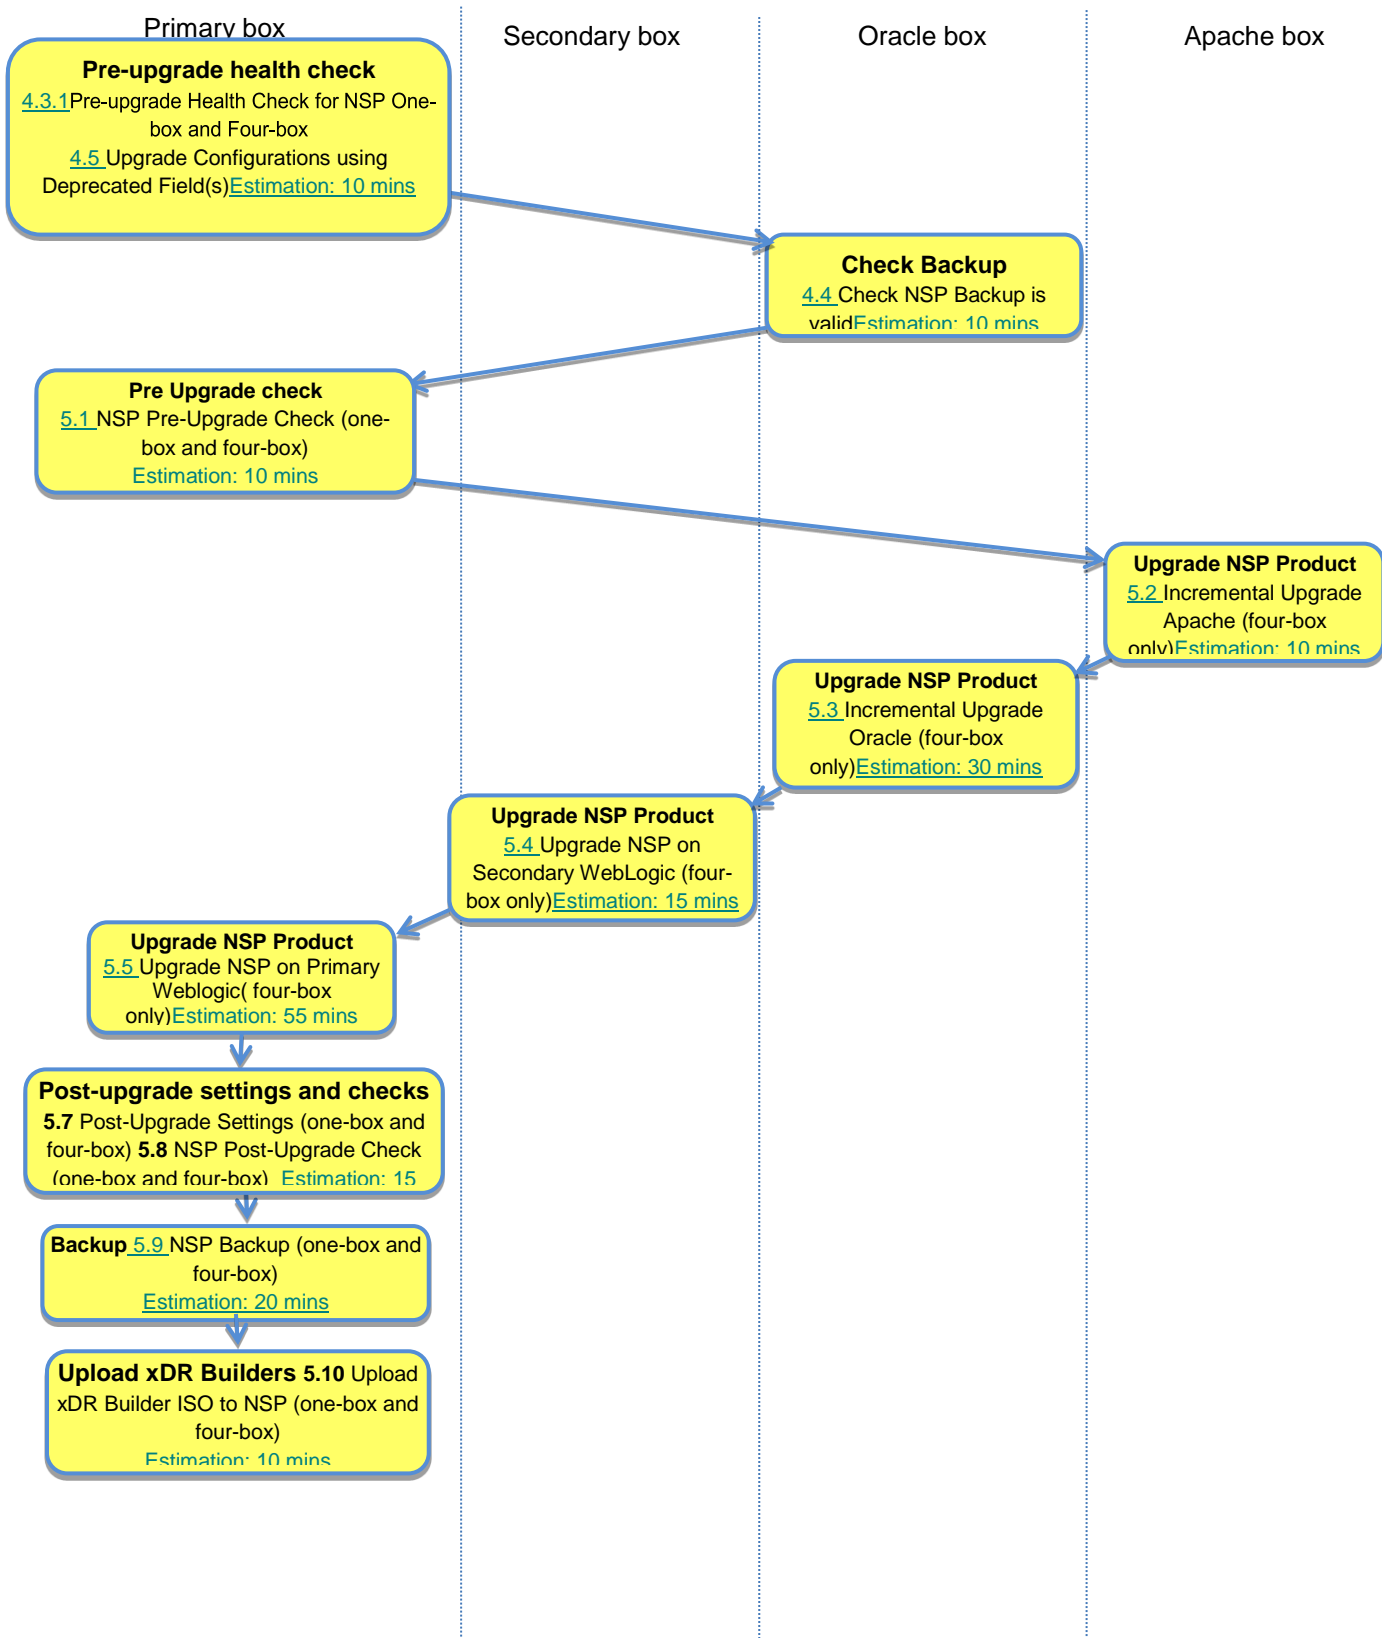 Primary box
Secondary box
Oracle box
Apache box
Pre-upgrade health check
4.3.1Pre-upgrade Health Check for NSP One-
box and Four-box
4.5 Upgrade Configurations using
Deprecated Field(s)Estimation: 10 mins
Check Backup
4.4 Check NSP Backup is
validEstimation: 10 mins
Pre Upgrade check
5.1 NSP Pre-Upgrade Check (one-
box and four-box)
Estimation: 10 mins
Upgrade NSP Product
5.2 Incremental Upgrade
Apache (four-box
only)Estimation: 10 mins
Upgrade NSP Product
5.3 Incremental Upgrade
Oracle (four-box
only)Estimation: 30 mins
Upgrade NSP Product
5.4 Upgrade NSP on
Secondary WebLogic (four-
box only)Estimation: 15 mins
Upgrade NSP Product
5.5 Upgrade NSP on Primary
Weblogic( four-box
only)Estimation: 55 mins
Post-upgrade settings and checks
5.7 Post-Upgrade Settings (one-box and
four-box) 5.8 NSP Post-Upgrade Check
(one-box and four-box) Estimation: 15
Backup 5.9 NSP Backup (one-box and
four-box)
Estimation: 20 mins
Upload xDR Builders 5.10 Upload
xDR Builder ISO to NSP (one-box and
four-box)
Estimation: 10 mins